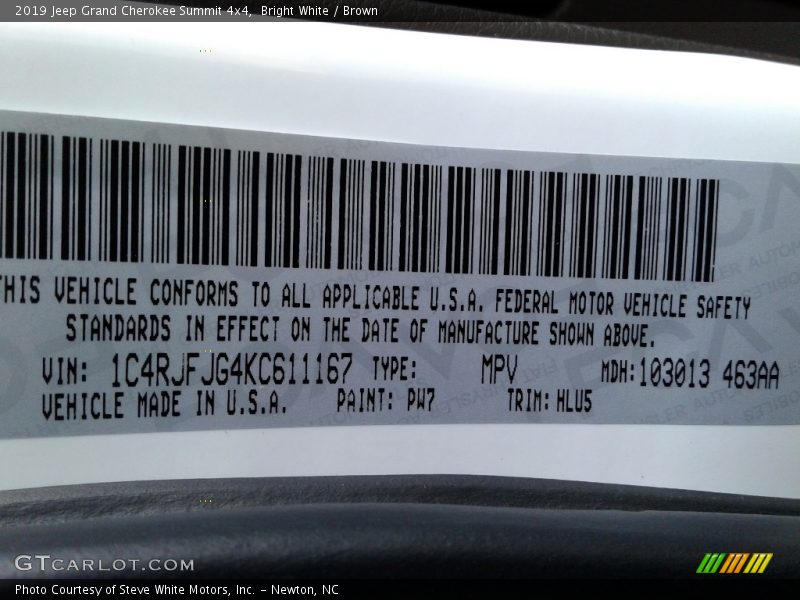 2019 Jeep Grand Cherokee Summit 4x4,  Bright White / Brown
THIS VEHICLE CONFORMS TO ALL APPLICABLE U.S.A. FEDERAL MOTOR VEHICLE SAFETY
STANDARDS IN EFFECT ON THE DATE OF MANUFACTURE SHOWN ABOVE.
VIN: 1C4RJFJG4KC611167 TYPE: MPV MDH:103013 463AA
VEHICLE MADE IN U.S.A. PAINT: PW7 TRIM: HLU5
GTCARLOT.COM
Photo Courtesy of Steve White Motors, Inc. – Newton, NC